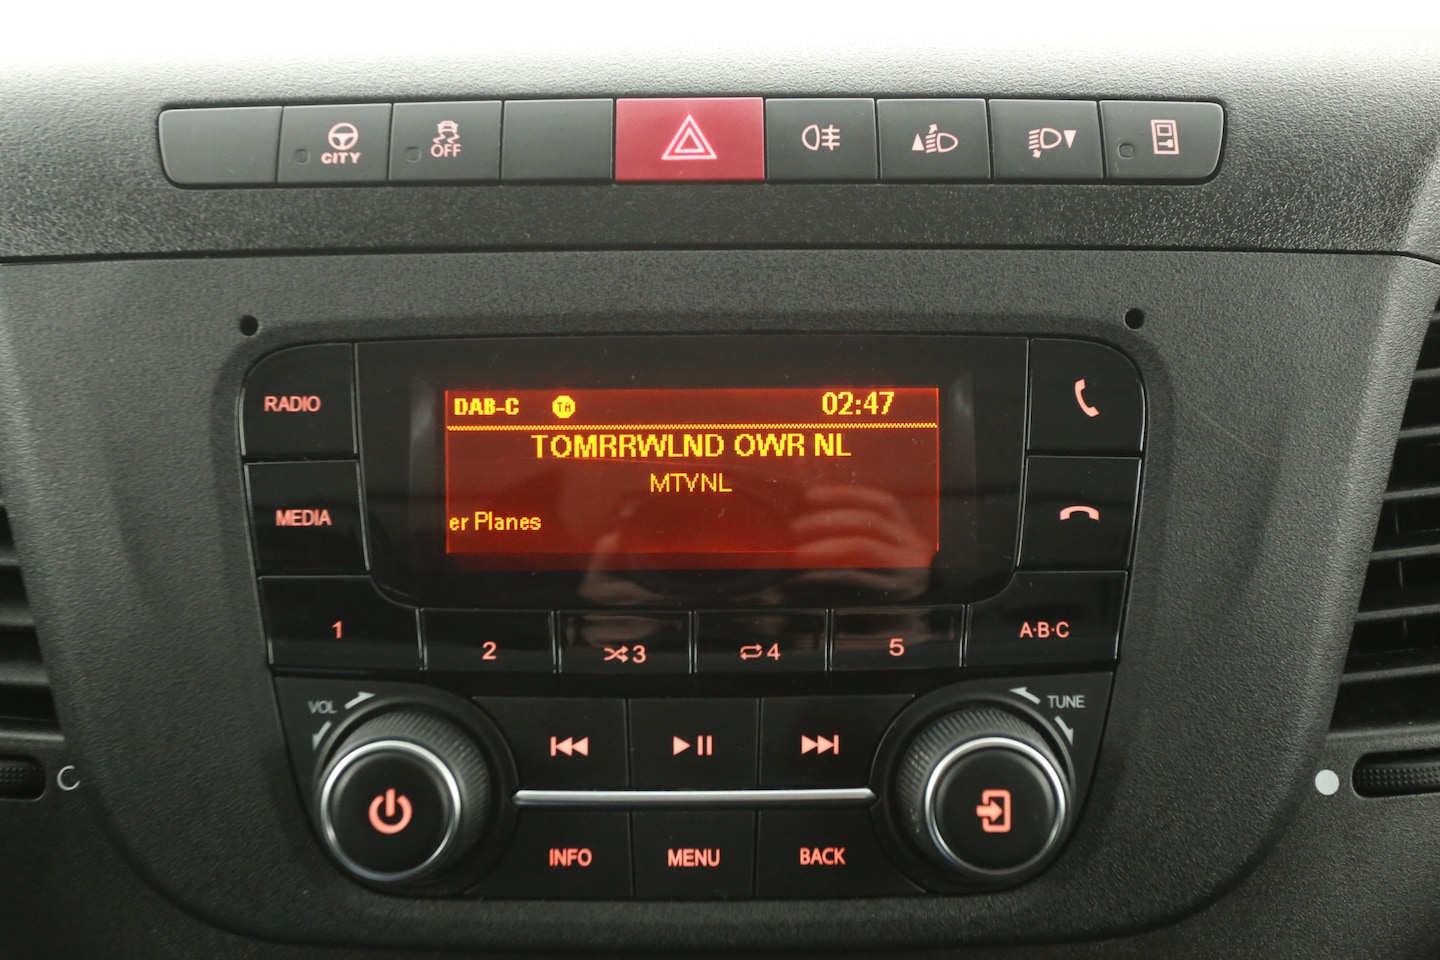 CITY
OFF
RADIO
DAB-C TA 02:47
TOMRRWLND OWR NL
MTVNL
er Planes
MEDIA
1
2
3
4
5
A·B·C
VOL
TUNE
INFO
MENU
BACK